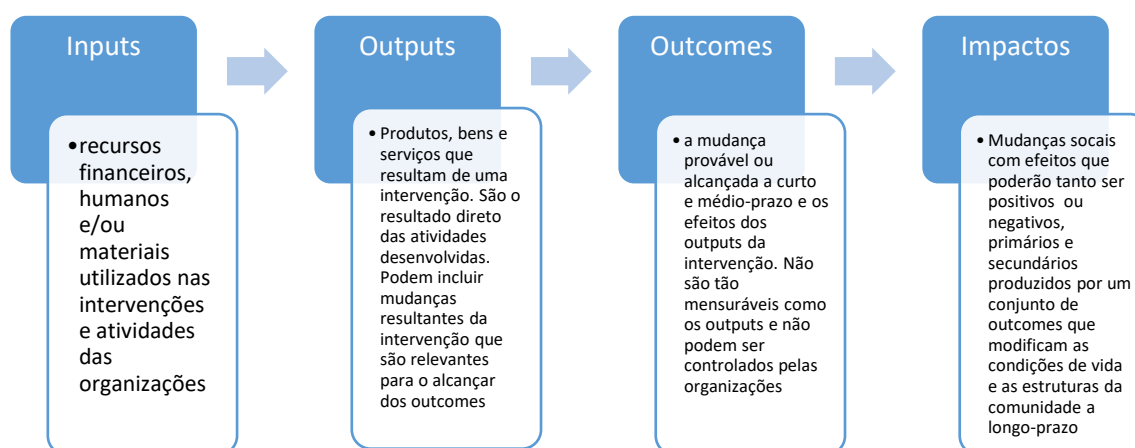 Inputs
•recursos
financeiros,
humanos
e/ou
materiais
utilizados nas
intervenções
e atividades
das
organizações
Outputs
• Produtos, bens e
serviços que
resultam de uma
intervenção. São o
resultado direto
das atividades
desenvolvidas.
Podem incluir
mudanças
resultantes da
intervenção que
são relevantes
para o alcançar
dos outcomes
Outcomes
• a mudança
provável ou
alcançada a curto
e médio-prazo e os
efeitos dos
outputs da
intervenção. Não
são tão
mensuráveis como
os outputs e não
podem ser
controlados pelas
organizações
Impactos
• Mudanças socais
com efeitos que
poderão tanto ser
positivos ou
negativos,
primários e
secundários
produzidos por um
conjunto de
outcomes que
modificam as
condições de vida
e as estruturas da
comunidade a
longo-prazo